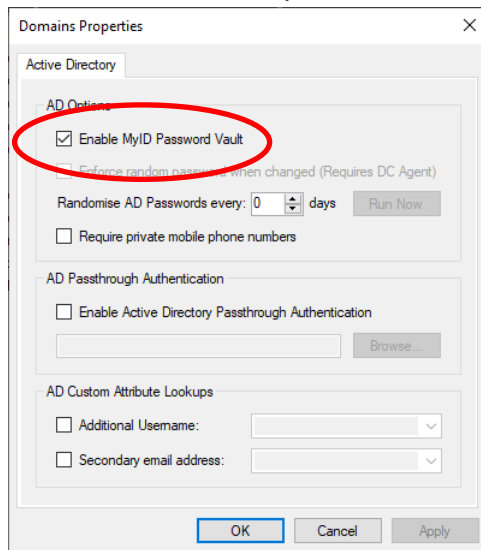 Domains Properties
Active Directory
AD Options
Enable MyID Password Vault
Enforce random password when changed (Requires DC Agent)
Randomise AD Passwords every: 0 days Run Now
Require private mobile phone numbers
AD Passthrough Authentication
Enable Active Directory Passthrough Authentication
Browse...
AD Custom Attribute Lookups
Additional Username:
Secondary email address:
OK Cancel Apply